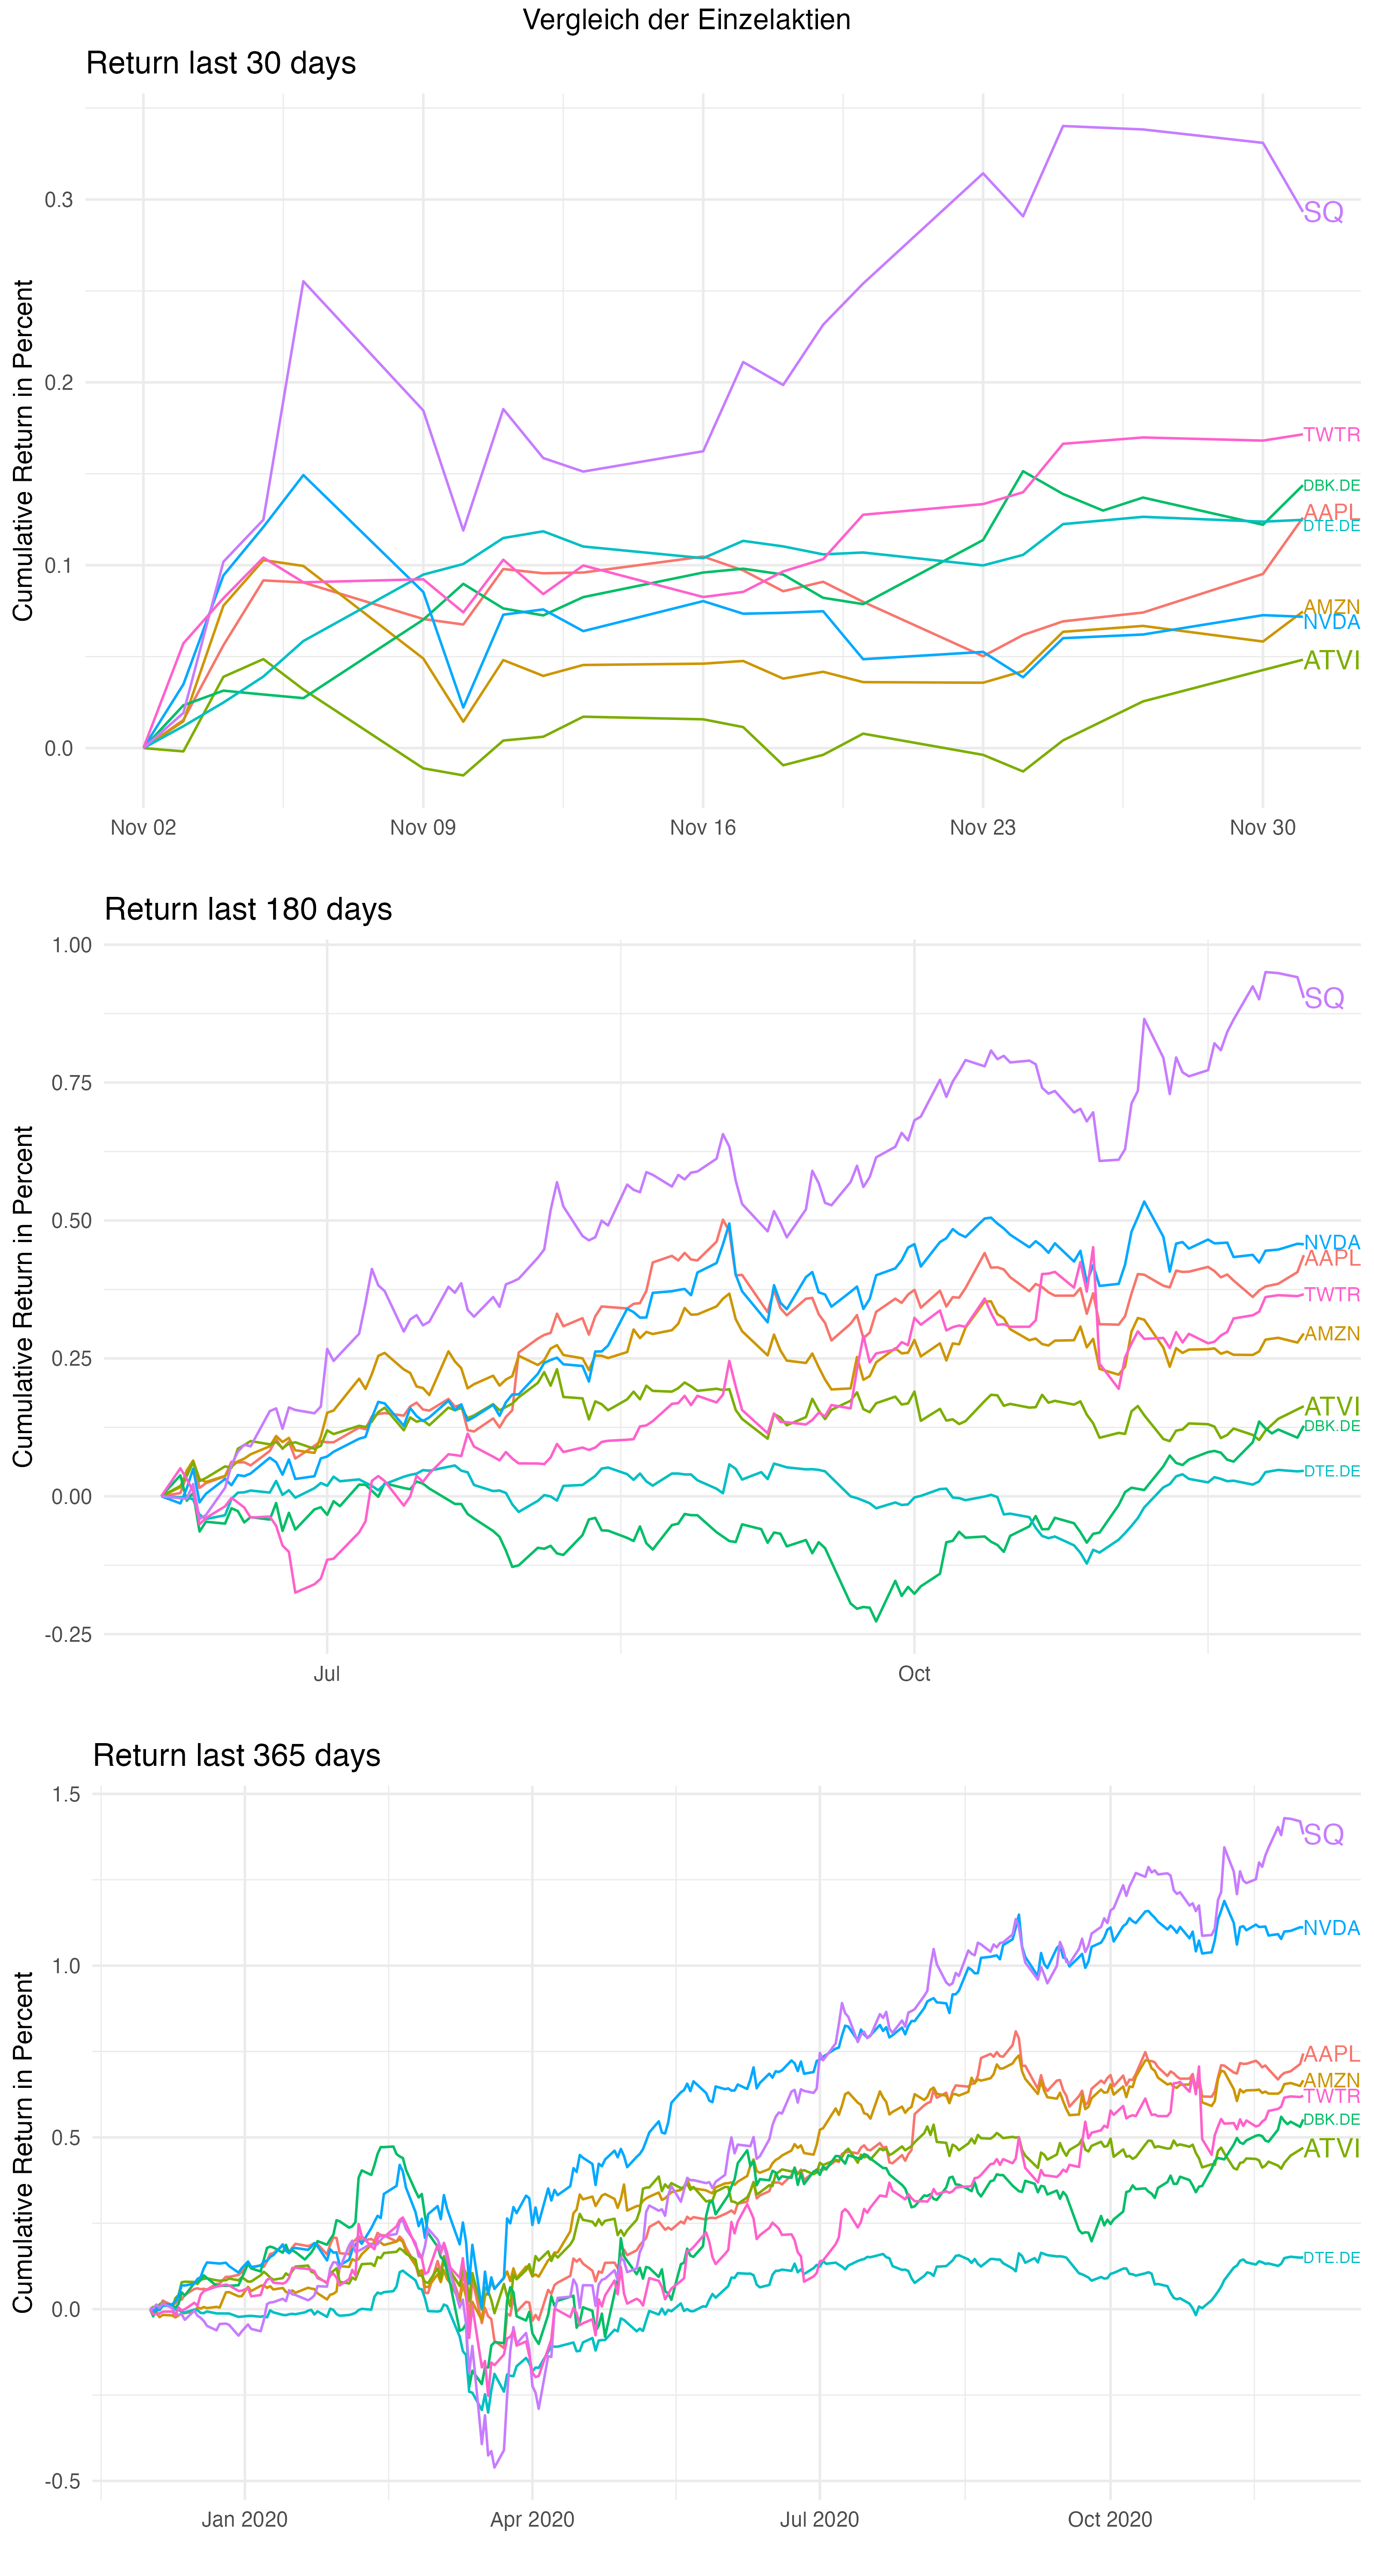 Vergleich der Einzelaktien
Return last 30 days
Cumulative Return in Percent
0.3
0.2
0.1
0.0
SQ
TWTR
DBK.DE
AAPL
DTE.DE
AMZN
NVDA
ATVI
Nov 02
Nov 09
Nov 16
Nov 23
Nov 30
Return last 180 days
Cumulative Return in Percent
1.00
0.75
0.50
0.25
0.00
-0.25
SQ
NVDA
AAPL
TWTR
AMZN
ATVI
DBK.DE
DTE.DE
Jul
Oct
Return last 365 days
Cumulative Return in Percent
1.5
1.0
0.5
0.0
-0.5
SQ
NVDA
AAPL
AMZN
TWTR
DBK.DE
ATVI
DTE.DE
Jan 2020
Apr 2020
Jul 2020
Oct 2020